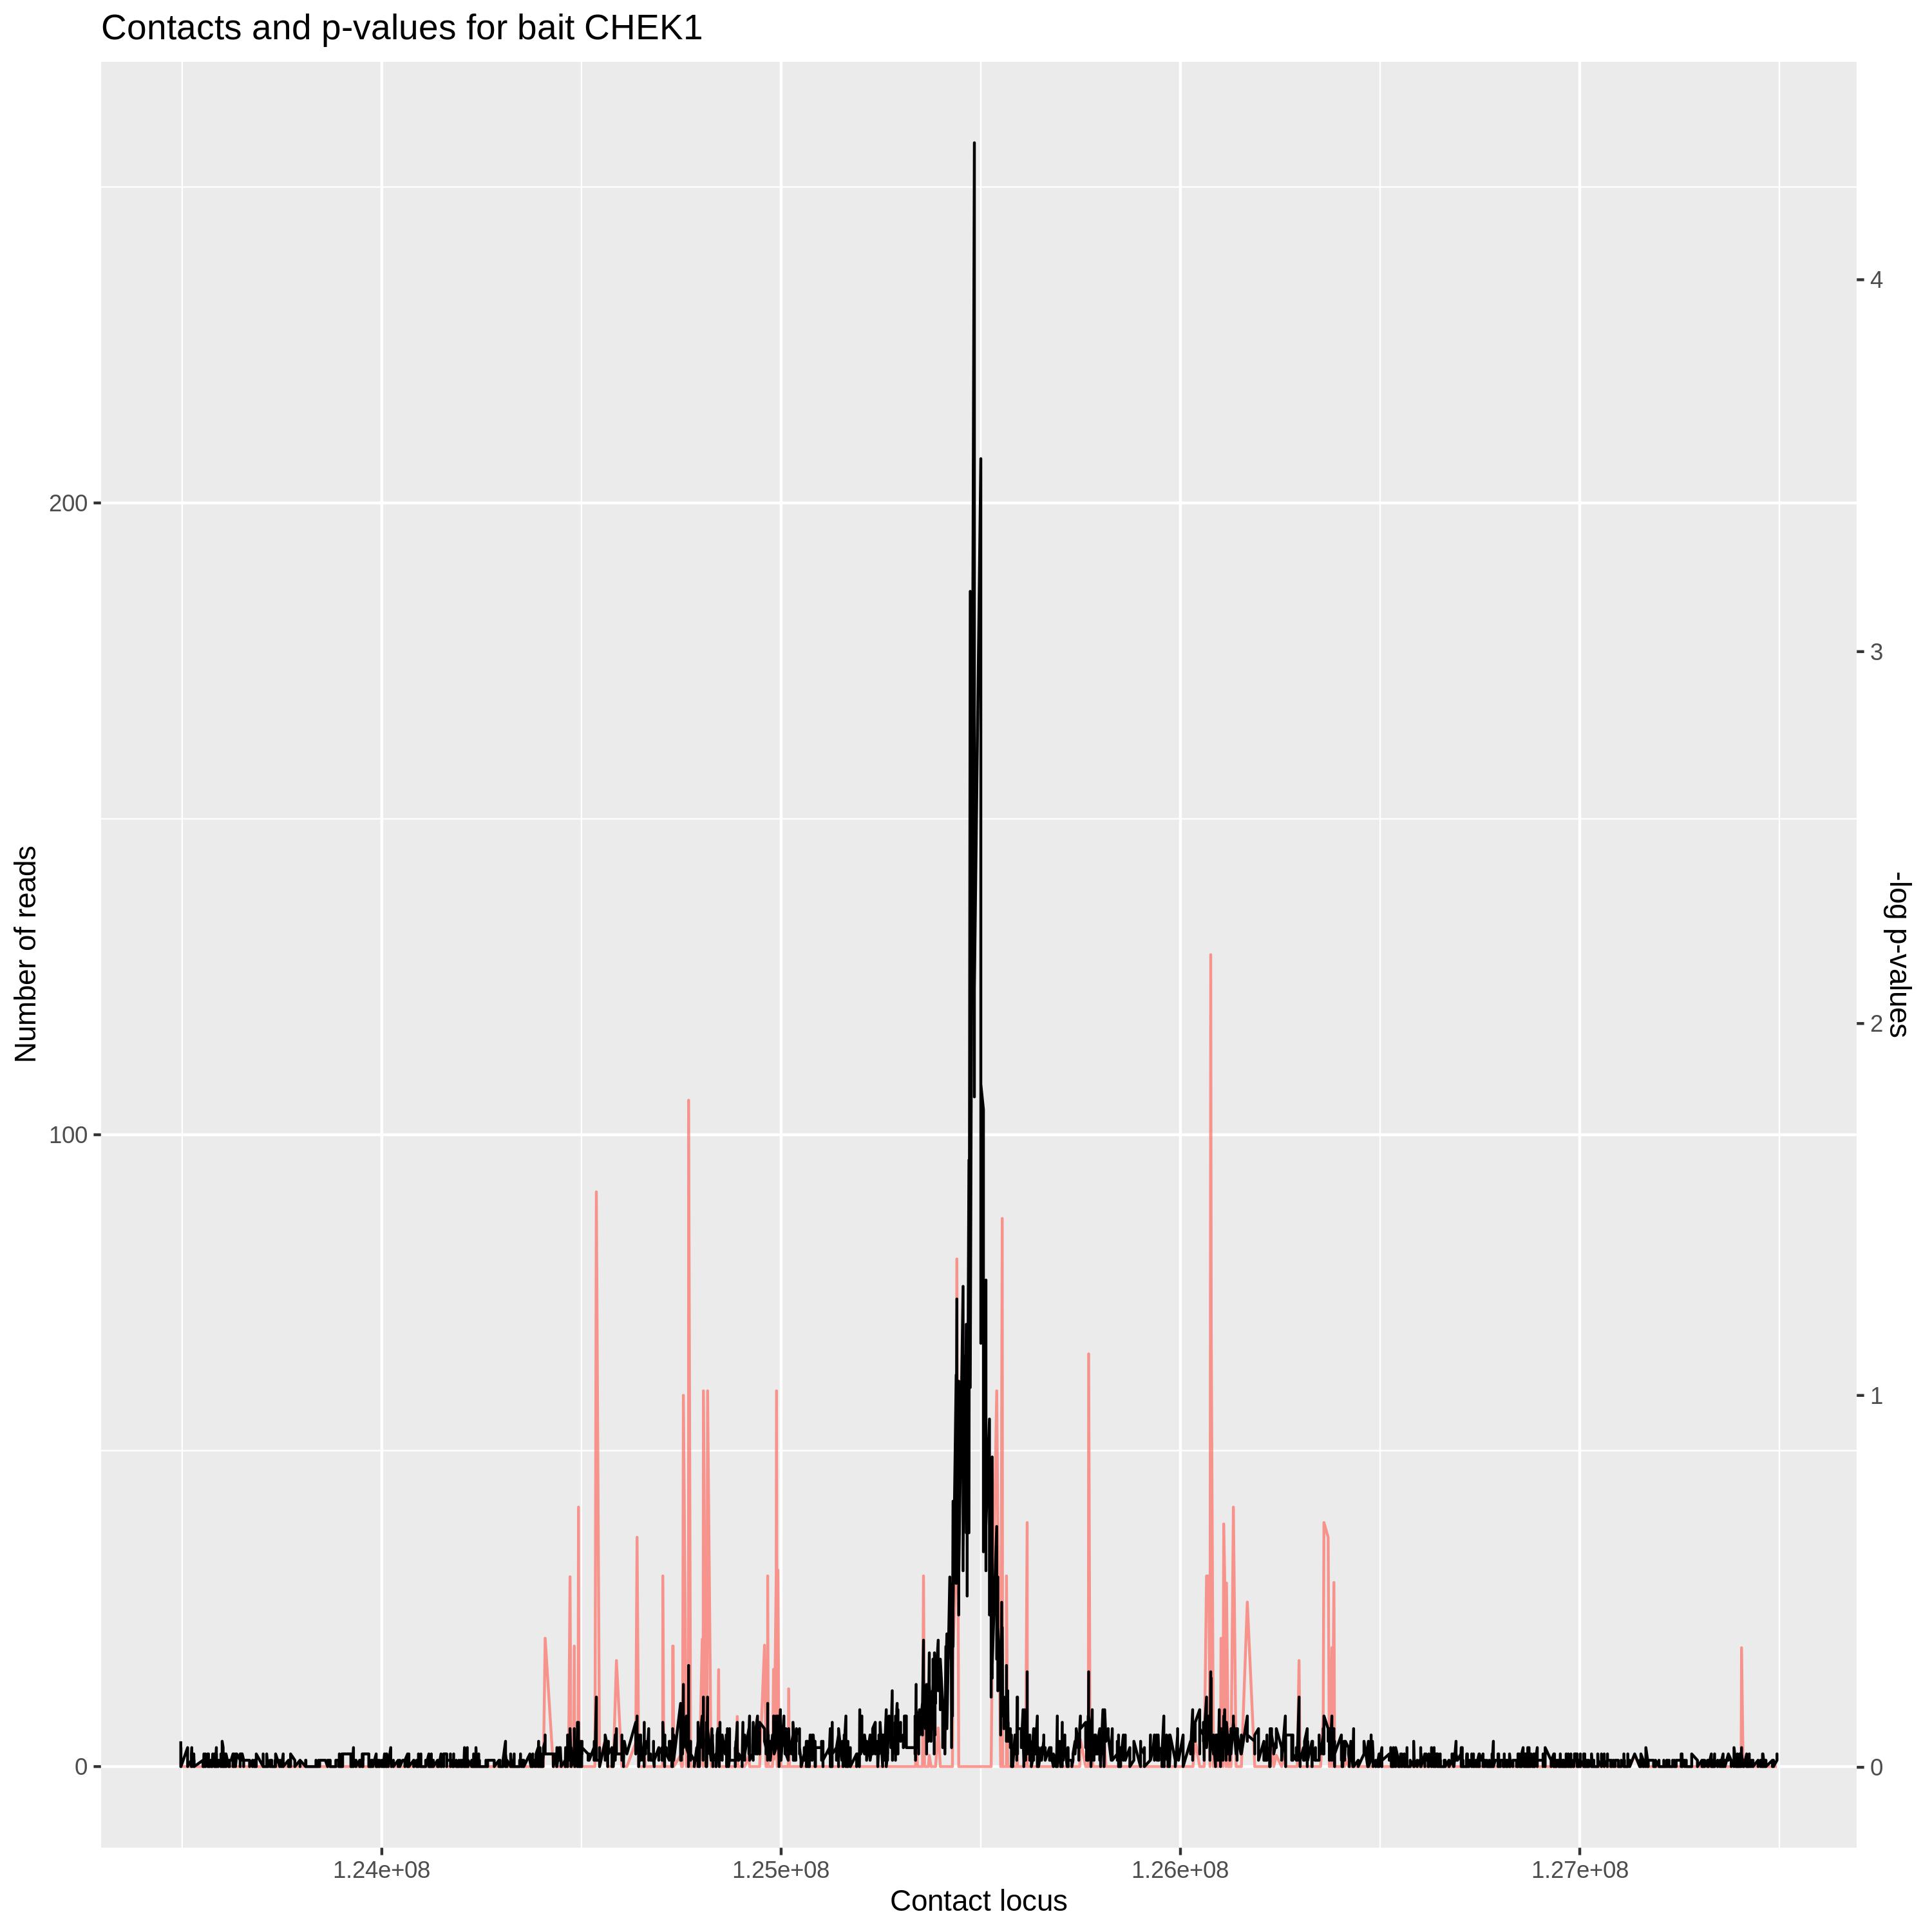 Contacts and p-values for bait CHEK1
Number of reads
200
100
0
4
3
2
1
0
-log p-values
1.24e+08
1.25e+08
1.26e+08
1.27e+08
Contact locus